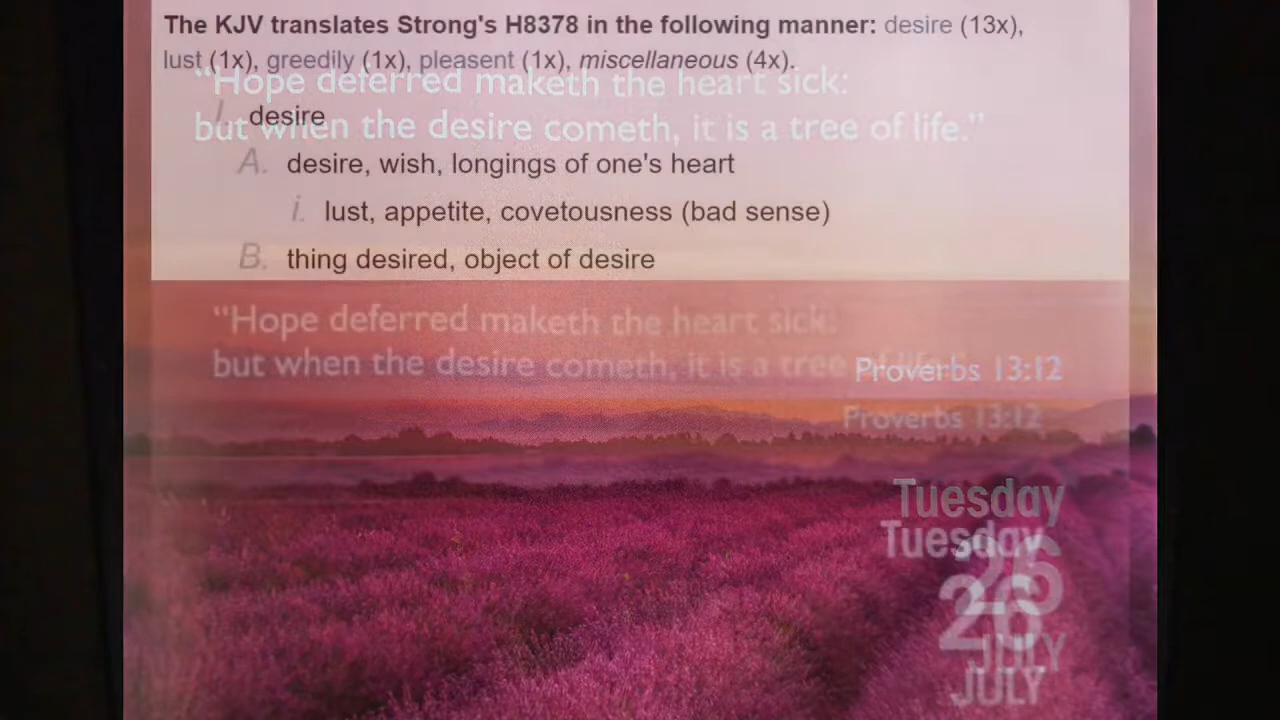 The KJV translates Strong's H8378 in the following manner: desire (13x),
lust (1x), greedily (1x), pleasent (1x), miscellaneous (4x).
“Hope deferred maketh the heart sick:
I. desire
but when the desire cometh, it is a tree of life.”
A. desire, wish, longings of one's heart
i. lust, appetite, covetousness (bad sense)
B. thing desired, object of desire
“Hope deferred maketh the heart sick:
but when the desire cometh, it is a tree of life.
Proverbs 13:12
Proverbs 13:12
Tuesday
Tuesday
26
26
JULY
JULY